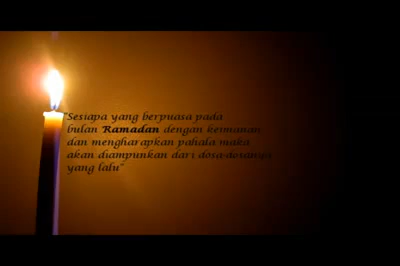 "Sesiapa yang berpuasa pada
bulan Ramadan dengan keimanan
dan mengharapkan pahala maka
akan diampunkan dari dosa-dosanya
yang lalu"